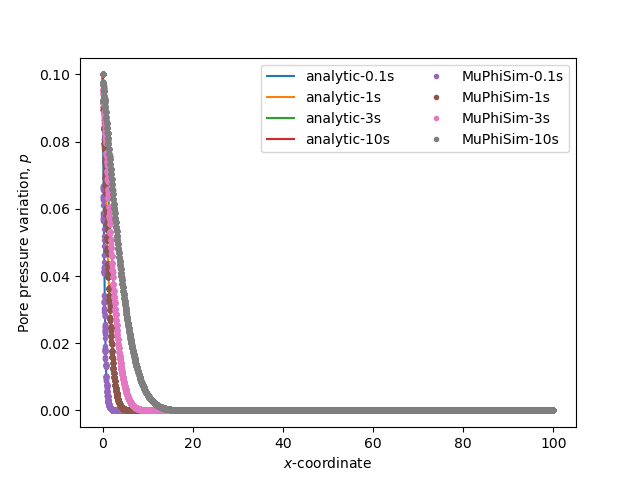 analytic-0.1s
analytic-1s
analytic-3s
analytic-10s
MuPhiSim-0.1s
MuPhiSim-1s
MuPhiSim-3s
MuPhiSim-10s
Pore pressure variation, p
0.10
0.08
0.06
0.04
0.02
0.00
0 20 40 60 80 100
x-coordinate